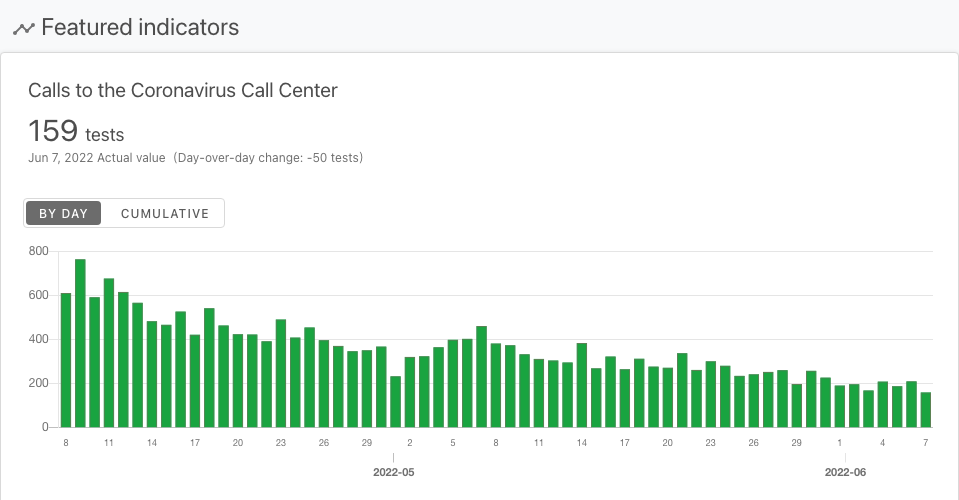 Featured indicators
Calls to the Coronavirus Call Center
159 tests
Jun 7, 2022 Actual value (Day-over-day change: -50 tests)
BY DAY CUMULATIVE
800
600
400
200
0
8 11 14 17 20 23 26 29 2 5 8 11 14 17 20 23 26 29 1 4 7
2022-05 2022-06